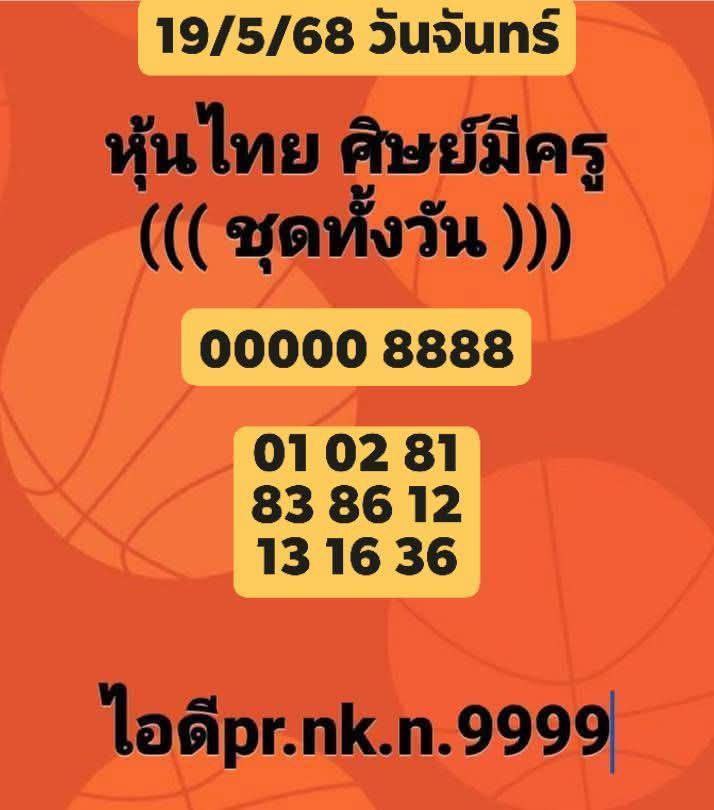 19/5/68 วันจันทร์
หุ้นไทย ศิษย์มีครู
((( ชุดทั้งวัน )))
00000 8888
01 02 81
83 86 12
13 16 36
ไอดีpr.nk.n.9999